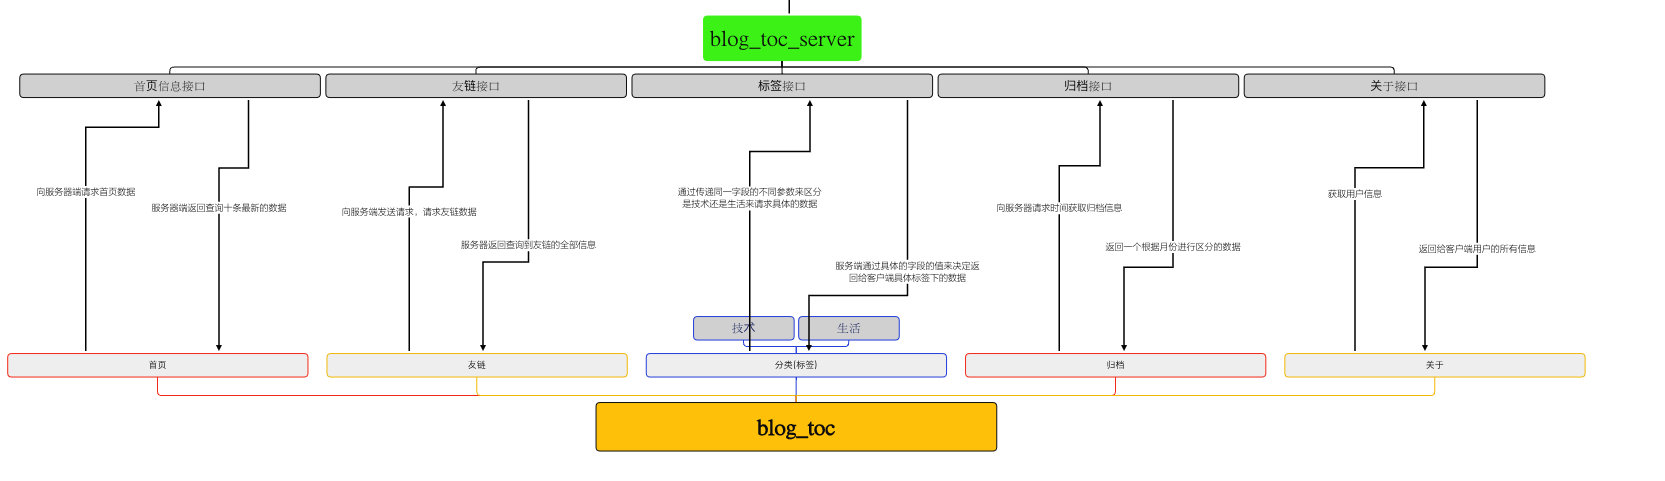 blog_toc_server
首页信息接口
友链接口
标签接口
归档接口
关于接口
向服务器端请求首页数据
服务器端返回查询十条最新的数据
向服务端发送请求，请求友链数据
服务器返回查询到友链的全部信息
通过传递同一字段的不同参数来区分
是技术还是生活来请求具体的数据
服务端通过具体的字段的值来决定返
回给客户端具体标签下的数据
向服务器请求时间获取归档信息
返回一个根据月份进行区分的数据
获取用户信息
返回给客户端用户的所有信息
技术
生活
首页
友链
分类(标签)
归档
关于
blog_toc